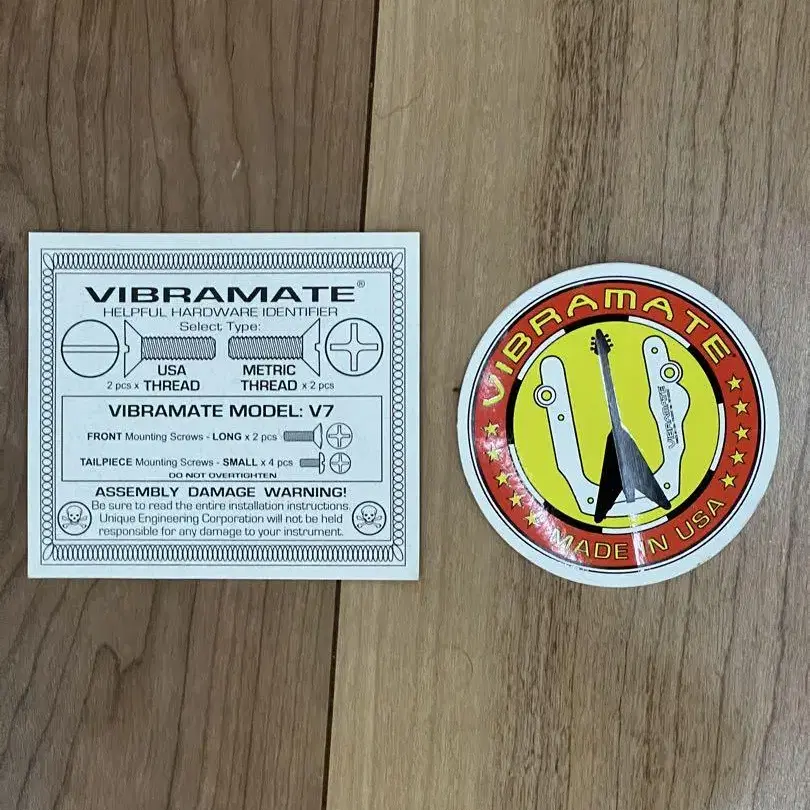 VIBRAMATE®
HELPFUL HARDWARE IDENTIFIER
Select Type:
USA
2 pcs x THREAD
METRIC
THREAD x 2 pcs
VIBRAMATE MODEL: V7
FRONT Mounting Screws - LONG x 2 pcs
TAILPIECE Mounting Screws - SMALL x 4 pcs
DO NOT OVERTIGHTEN
ASSEMBLY DAMAGE WARNING!
Be sure to read the entire installation instructions.
Unique Engineering Corporation will not be held
responsible for any damage to your instrument.
VIBRAMATE
VIBRAMATE
MADE IN USA